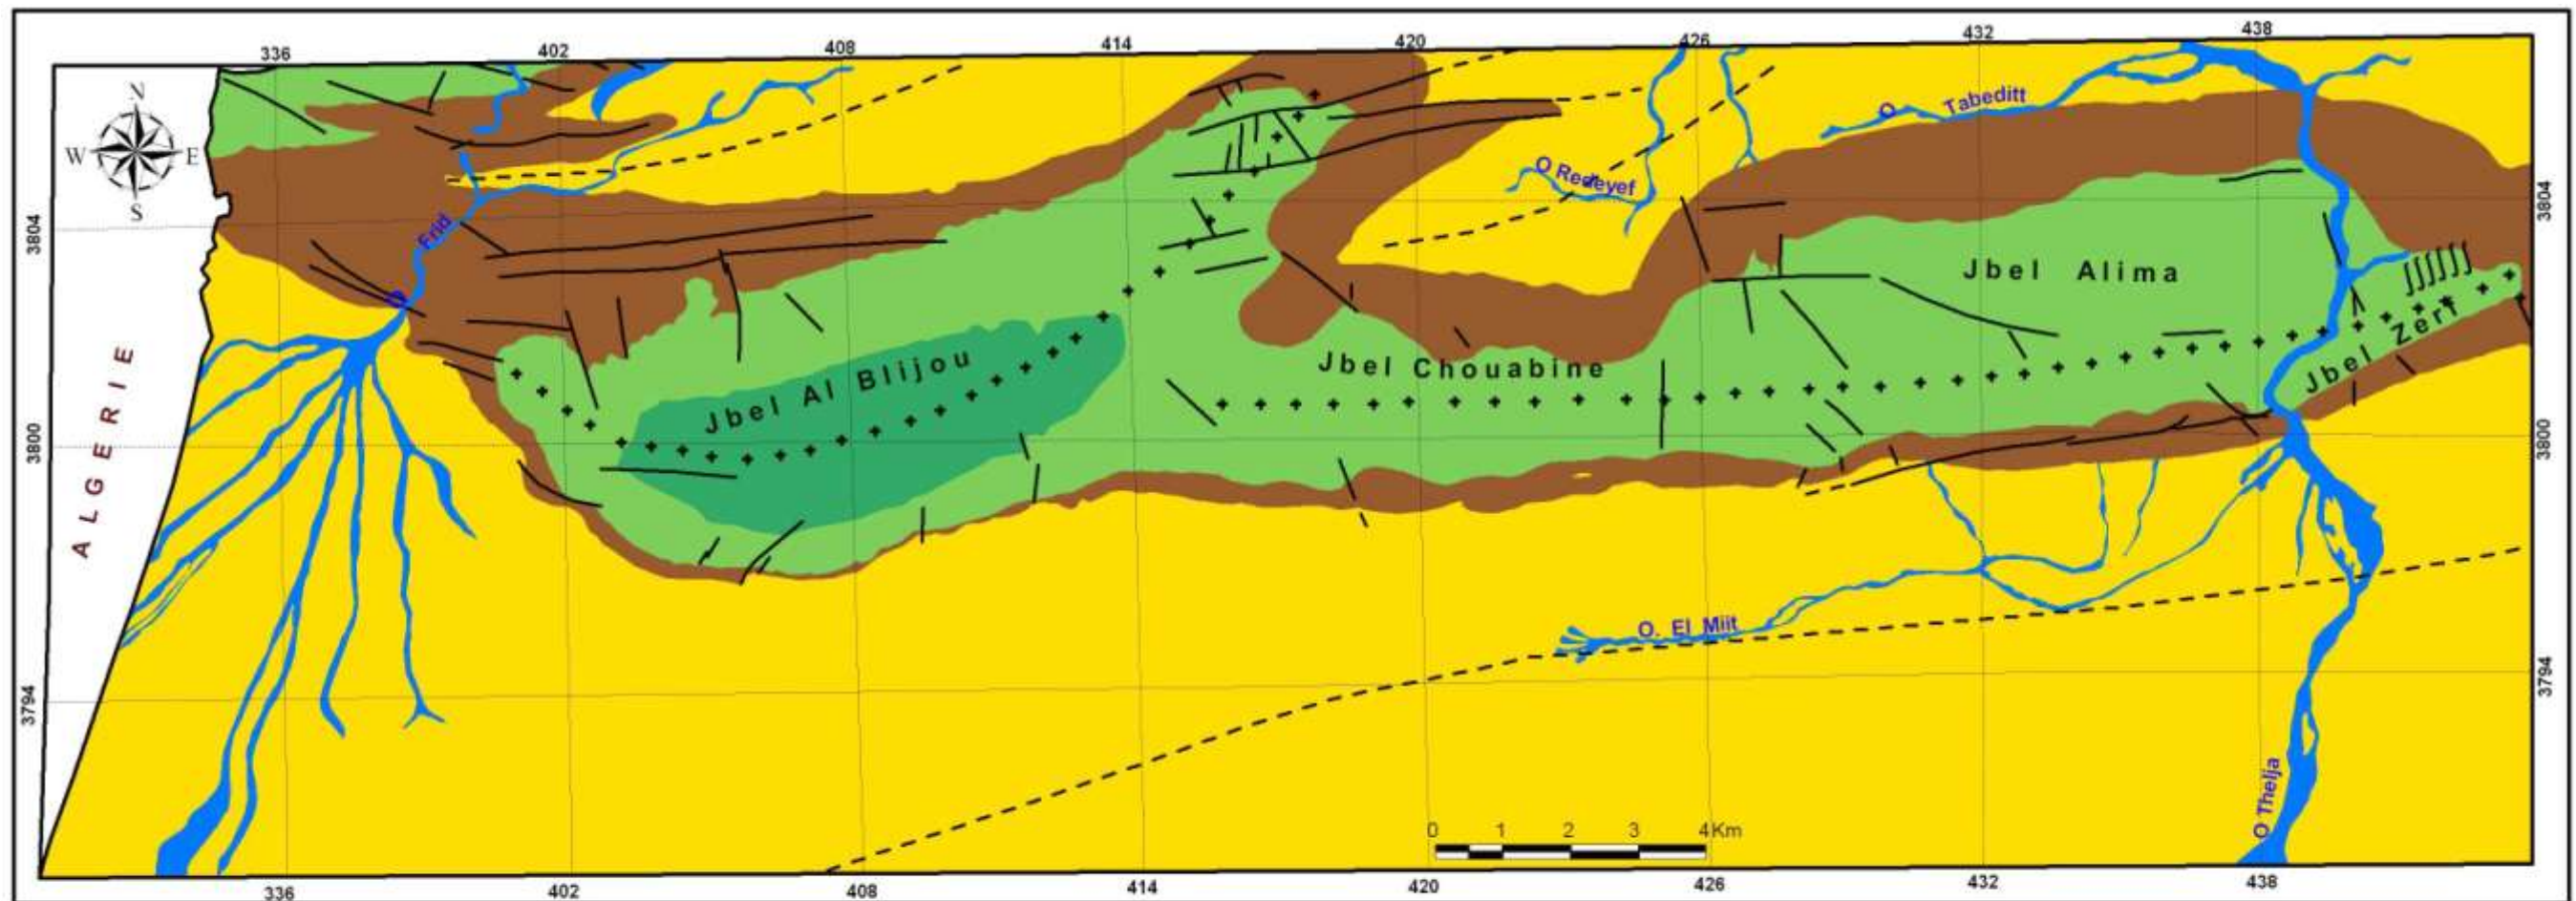 336 402 408 414 420 426 432 438
N
W E
S
O Tabeditt
O Redeyef
3804 3804
O Frid
Jbel Alima
Jbel Zerf
Jbel Chouabine
Jbel Al Blijou
ALGERIE
3800 3800
O. El Miit
3794 3794
O Thelja
0 1 2 3 4Km
336 402 408 414 420 426 432 438